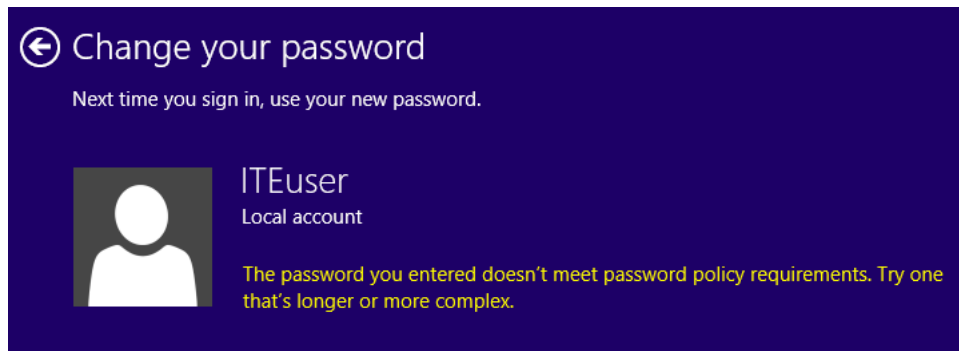 Change your password
Next time you sign in, use your new password.
ITEuser
Local account
The password you entered doesn't meet password policy requirements. Try one
that's longer or more complex.